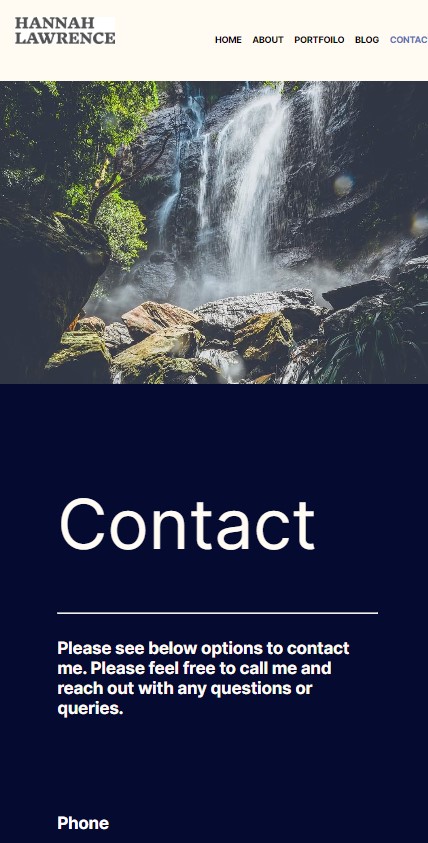 HANNAH
LAWRENCE
HOME ABOUT PORTFOILO BLOG CONTAC
Contact
Please see below options to contact
me. Please feel free to call me and
reach out with any questions or
queries.
Phone